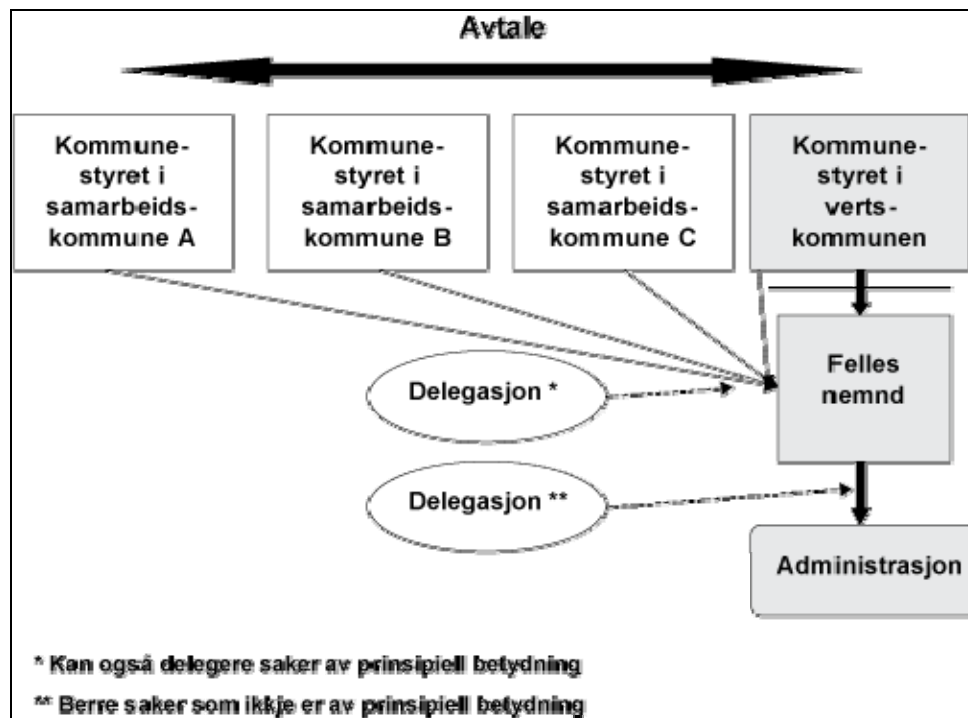 Avtale
Kommune-
styret i
samarbeids-
kommune A
Kommune-
styret i
samarbeids-
kommune B
Kommune-
styret i
samarbeids-
kommune C
Kommune-
styret i
verts-
kommunen
Felles
nemnd
Delegasjon *
Delegasjon **
Administrasjon
* Kan også delegere saker av prinsipiell betydning
** Berre saker som ikkje er av prinsipiell betydning